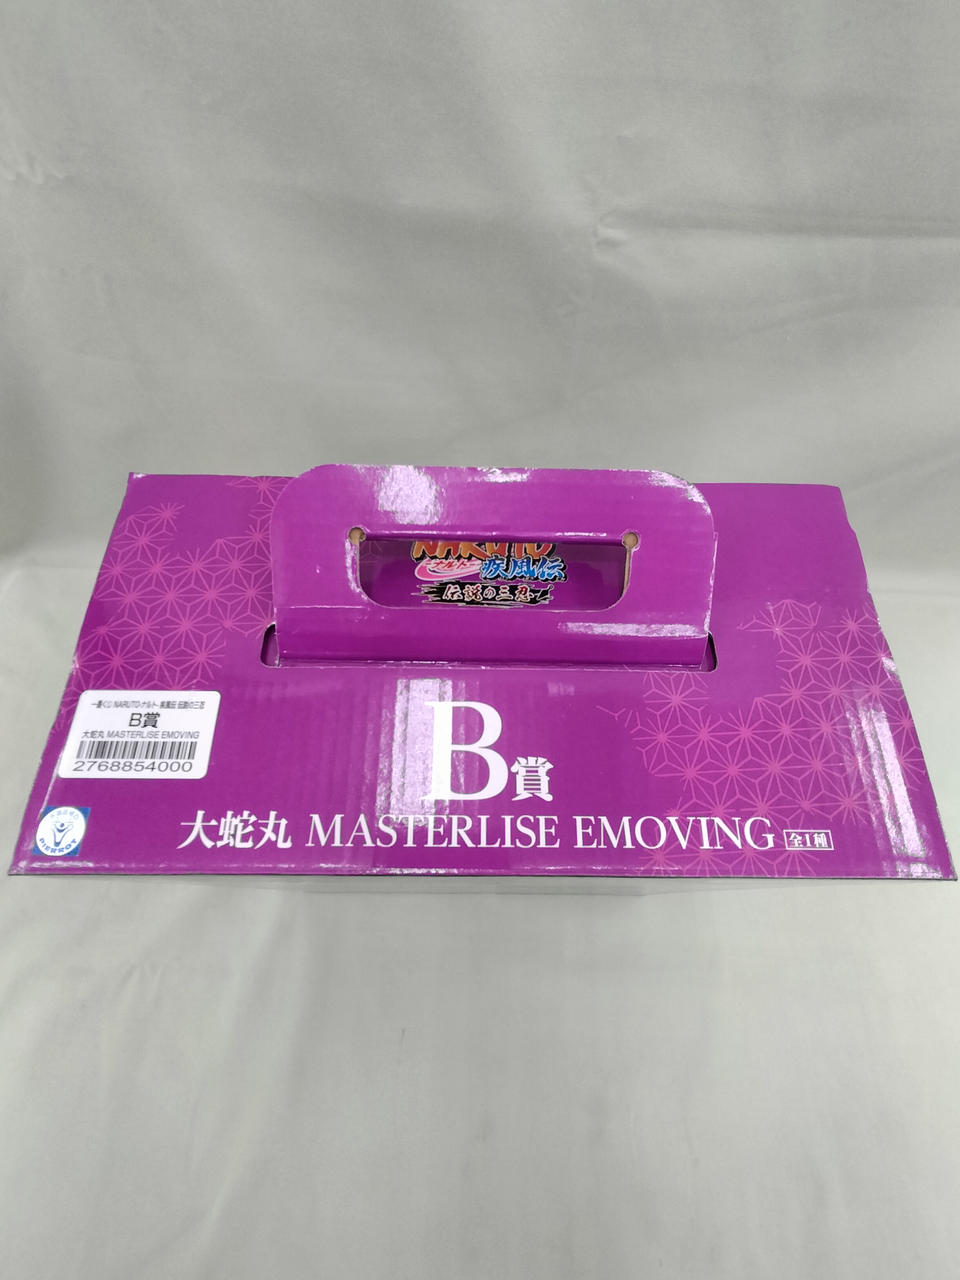 NARUTO
-ナルト-
疾風伝
伝説の三忍
一番くじ NARUTO-ナルト- 疾風伝 伝説の三忍
B賞
大蛇丸 MASTERLISE EMOVING
2768854000
B賞
大蛇丸 MASTERLISE EMOVING 全1種
PIERROT